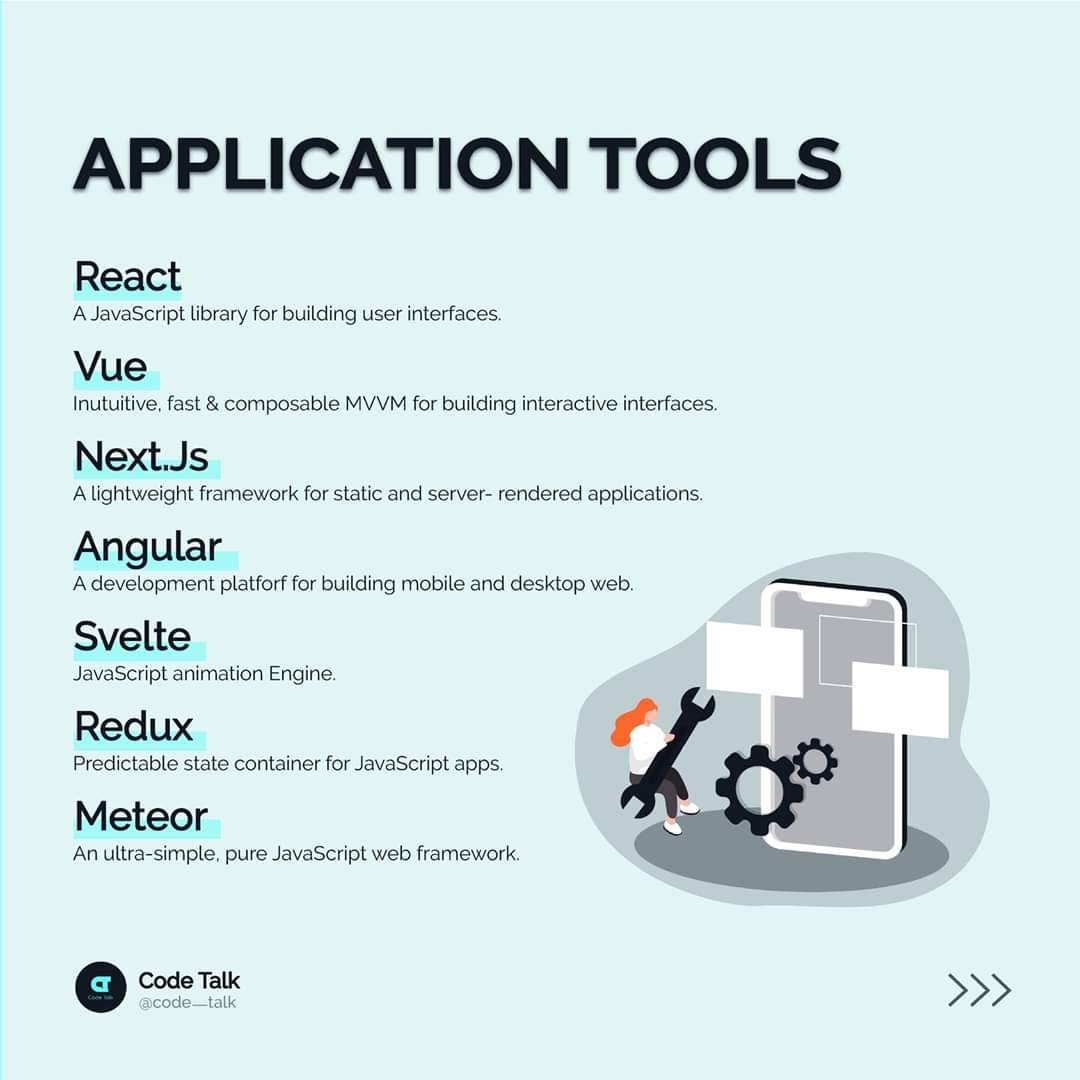 APPLICATION TOOLS
React
A JavaScript library for building user interfaces.
Vue
Inutuitive, fast & composable MVVM for building interactive interfaces.
Next.Js
A lightweight framework for static and server- rendered applications.
Angular
A development platforf for building mobile and desktop web.
Svelte
JavaScript animation Engine.
Redux
Predictable state container for JavaScript apps.
Meteor
An ultra-simple, pure JavaScript web framework.
CT
Code Talk
Code Talk
@code__talk